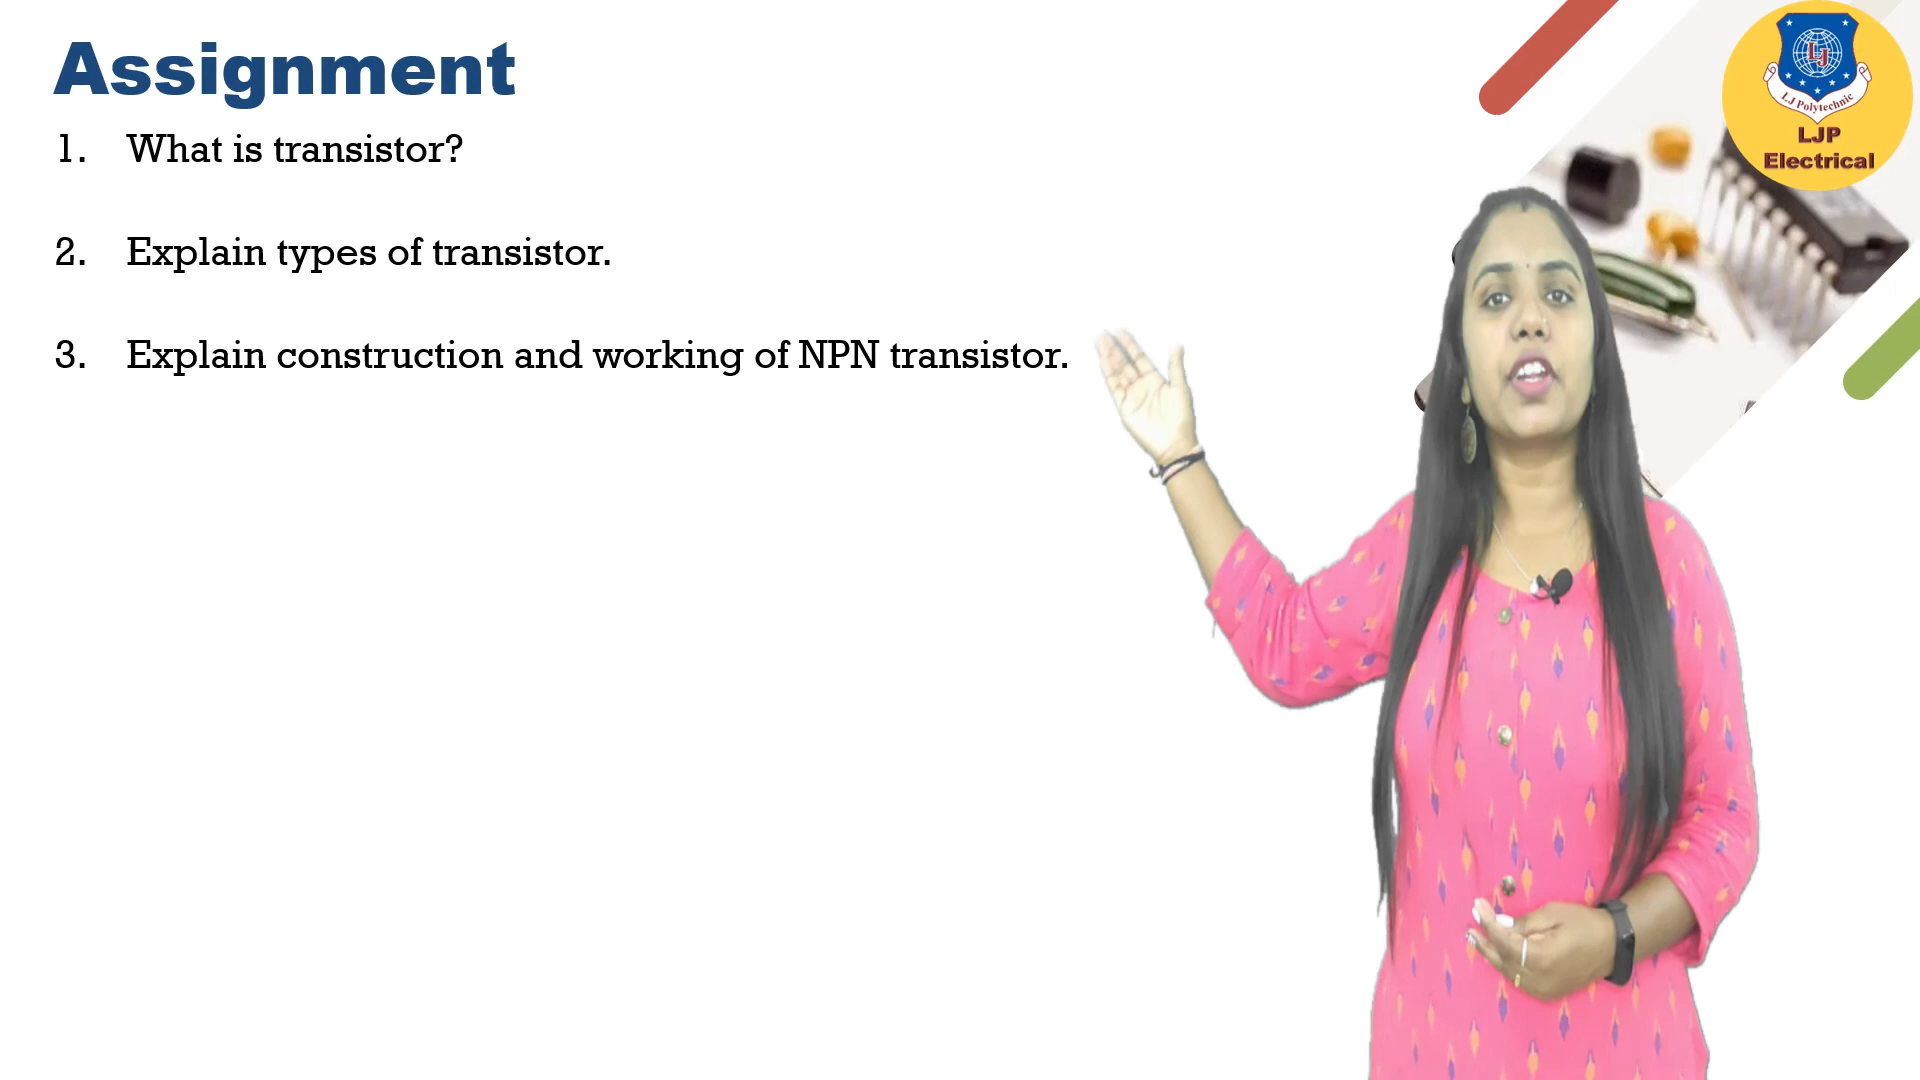 Assignment
1. What is transistor?
2. Explain types of transistor.
3. Explain construction and working of NPN transistor.
LJ
LJ Polytechnic
LJP
Electrical